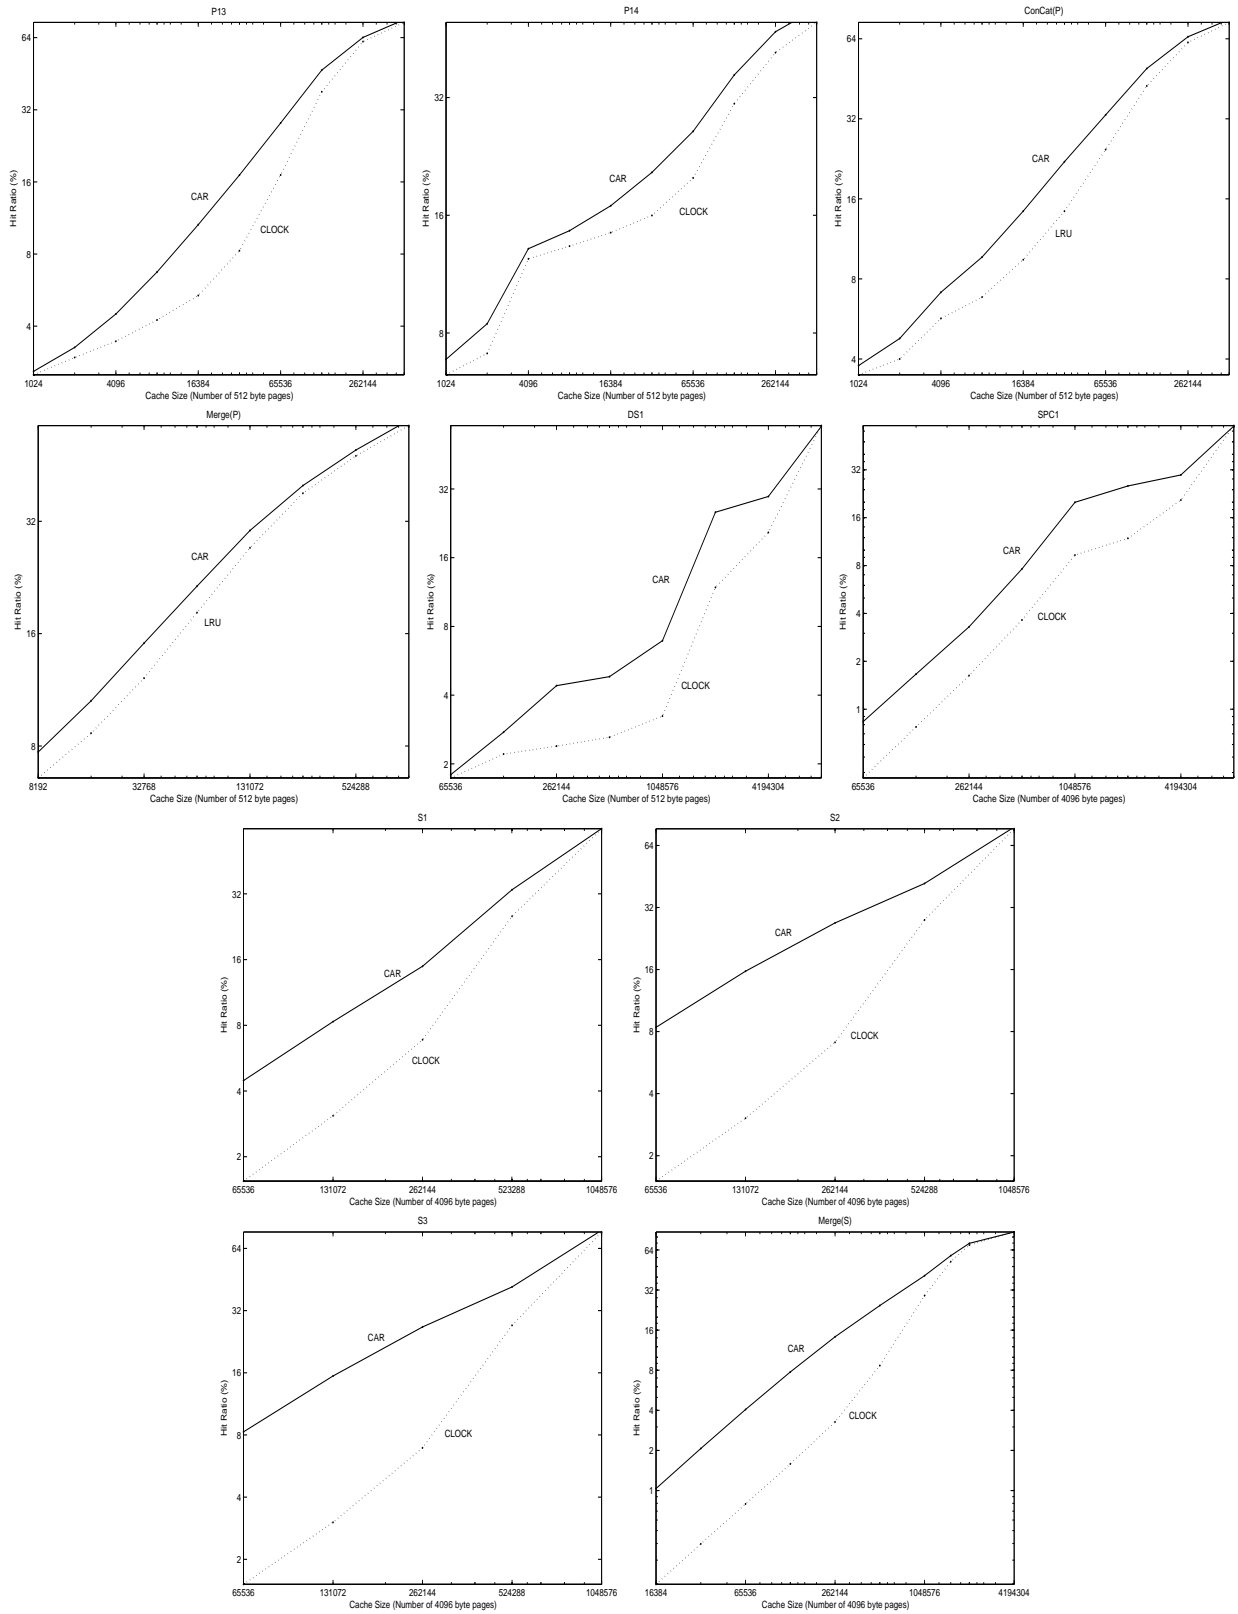 P13
Hit Ratio (%)
64
32
16
8
4
CAR
CLOCK
1024 4096 16384 65536 262144
Cache Size (Number of 512 byte pages)
P14
Hit Ratio (%)
32
16
8
CAR
CLOCK
1024 4096 16384 65536 262144
Cache Size (Number of 512 byte pages)
ConCat(P)
Hit Ratio (%)
64
32
16
8
4
CAR
LRU
1024 4096 16384 65536 262144
Cache Size (Number of 512 byte pages)
Merge(P)
Hit Ratio (%)
32
16
8
CAR
LRU
8192 32768 131072 524288
Cache Size (Number of 512 byte pages)
DS1
Hit Ratio (%)
32
16
8
4
2
CAR
CLOCK
65536 262144 1048576 4194304
Cache Size (Number of 512 byte pages)
SPC1
Hit Ratio (%)
32
16
8
4
2
1
CAR
CLOCK
65536 262144 1048576 4194304
Cache Size (Number of 4096 byte pages)
S1
Hit Ratio (%)
32
16
8
4
2
CAR
CLOCK
65536 131072 262144 523288 1048576
Cache Size (Number of 4096 byte pages)
S2
Hit Ratio (%)
64
32
16
8
4
2
CAR
CLOCK
65536 131072 262144 524288 1048576
Cache Size (Number of 4096 byte pages)
S3
Hit Ratio (%)
64
32
16
8
4
2
CAR
CLOCK
65536 131072 262144 524288 1048576
Cache Size (Number of 4096 byte pages)
Merge(S)
Hit Ratio (%)
64
32
16
8
4
2
1
CAR
CLOCK
16384 65536 262144 1048576 4194304
Cache Size (Number of 4096 byte pages)